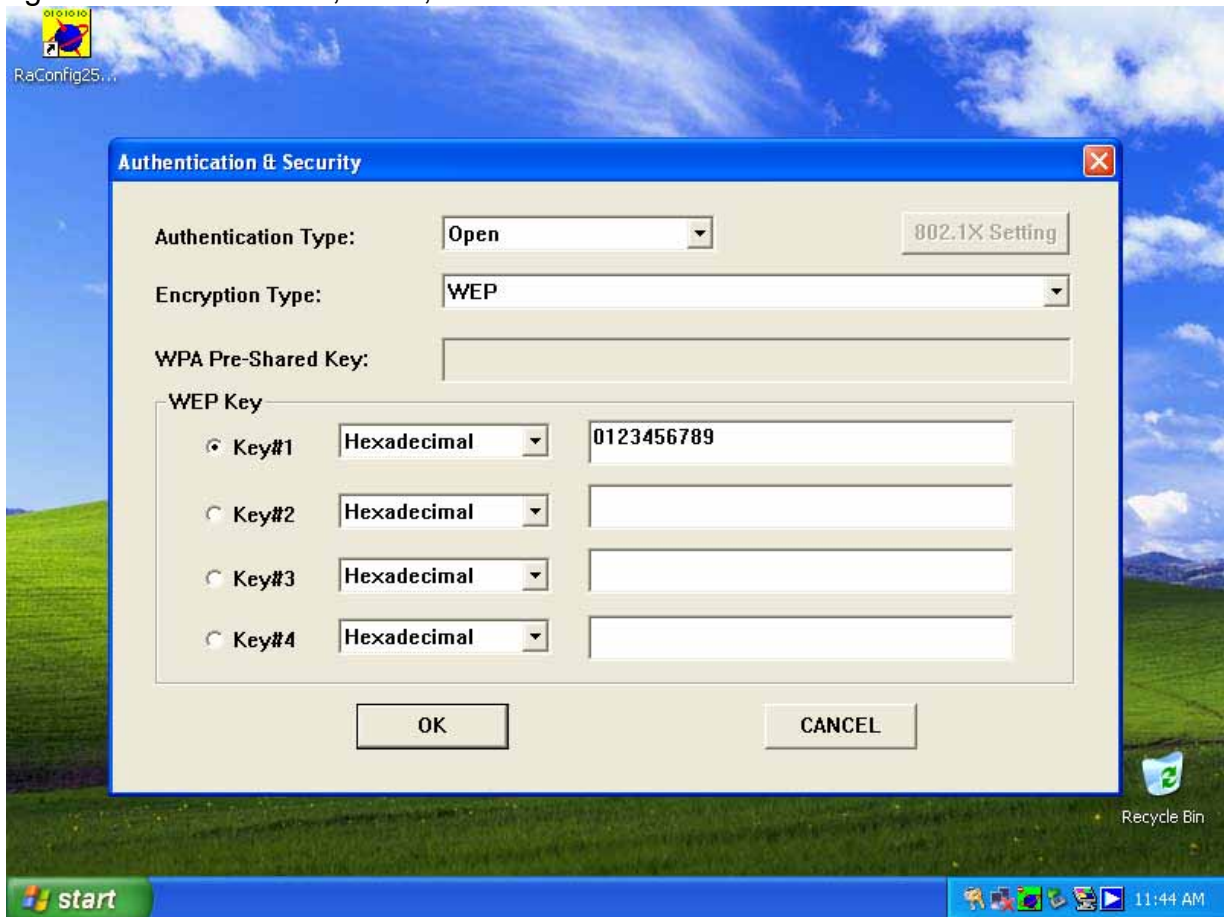 01010101
RaConfig25...
Authentication & Security
Authentication Type:
Open
802.1X Setting
Encryption Type:
WEP
WPA Pre-Shared Key:
WEP Key
Key#1
Hexadecimal
0123456789
Key#2
Hexadecimal
Key#3
Hexadecimal
Key#4
Hexadecimal
OK
CANCEL
Recycle Bin
start
11:44 AM